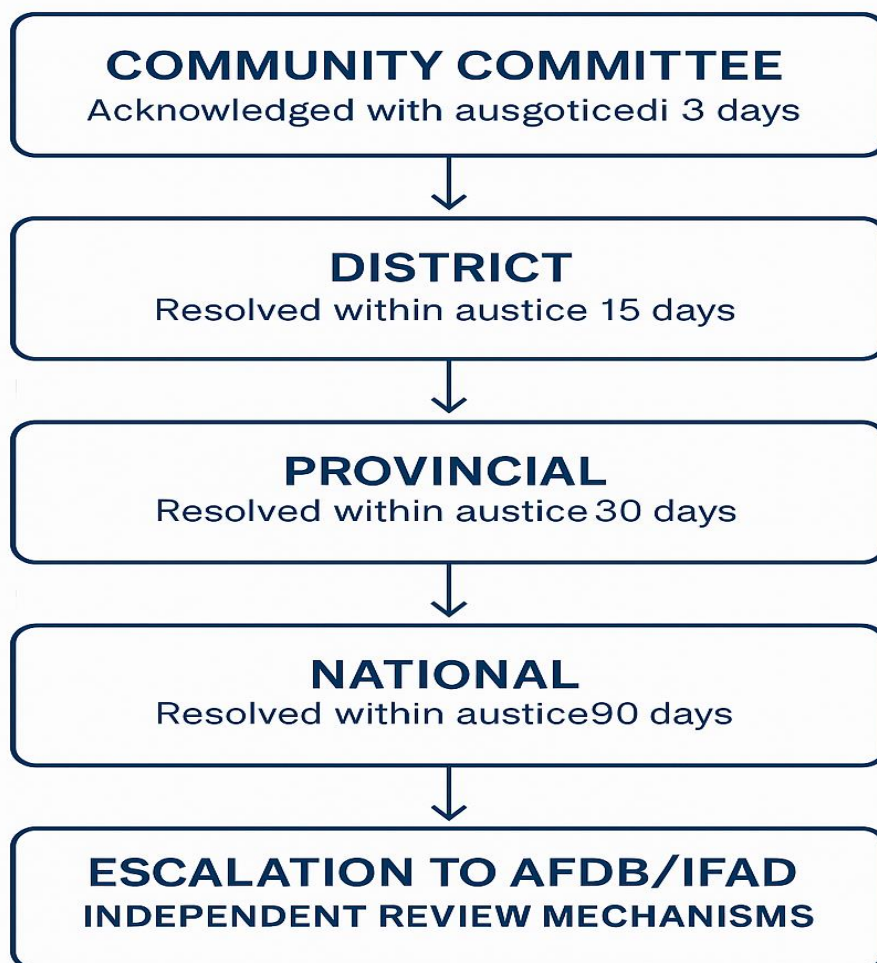 COMMUNITY COMMITTEE
Acknowledged with ausgoticedi 3 days
DISTRICT
Resolved within austice 15 days
PROVINCIAL
Resolved within austice 30 days
NATIONAL
Resolved within austice90 days
ESCALATION TO AFDB/IFAD
INDEPENDENT REVIEW MECHANISMS